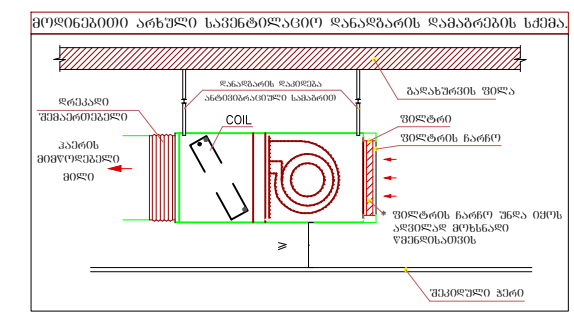 მოდინებითი არხული სავენტილაციო დანადგარის დამაგრების სქემა.
დანადგარის დაკიდება
ანტივიბრაციული სამაგრით
გადახურვის ფილა
დრეკადი
შემაერთებელი
COIL
ფილტრი
ფილტრის ჩარჩო
ჰაერის
მიმწოდებელი
მილი
* ფილტრის ჩარჩო უნდა იყოს
ადვილად მოხსნადი
წმენდისათვის
≥
შეკიდული ჭერი